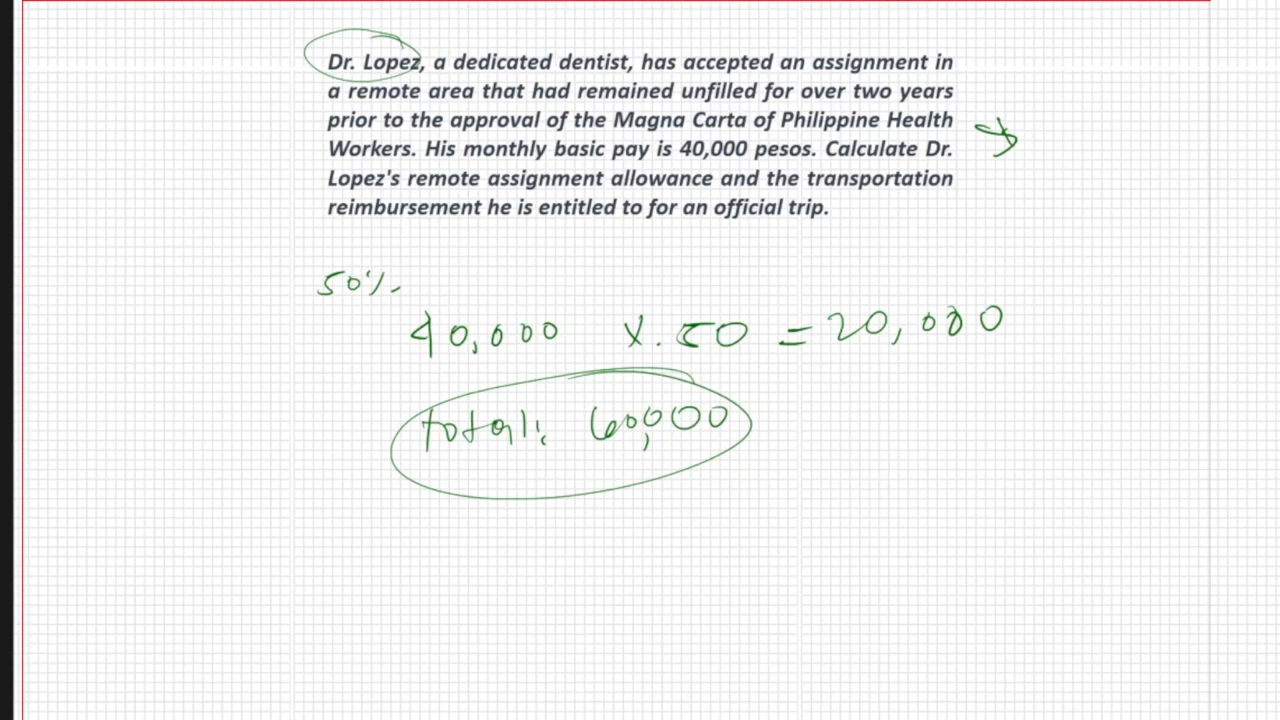 Dr. Lopez, a dedicated dentist, has accepted an assignment in
a remote area that had remained unfilled for over two years
prior to the approval of the Magna Carta of Philippine Health
Workers. His monthly basic pay is 40,000 pesos. Calculate Dr.
Lopez's remote assignment allowance and the transportation
reimbursement he is entitled to for an official trip.
50%
40,000 x .50 = 20,000
total: 60,000